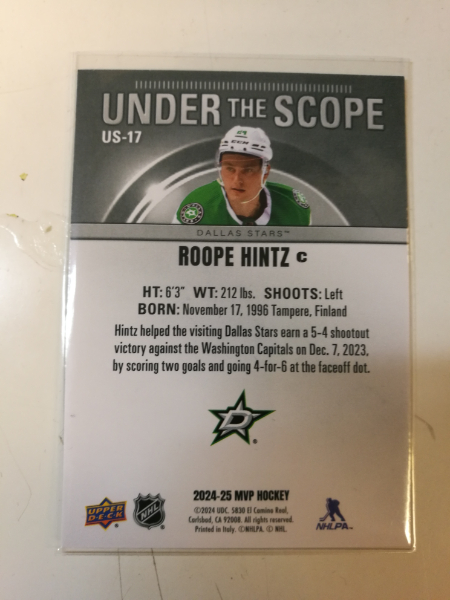 UNDER THE SCOPE
US-17
24
CCM
DALLAS STARS™
ROOPE HINTZ C
HT: 6'3" WT: 212 lbs. SHOOTS: Left
BORN: November 17, 1996 Tampere, Finland
Hintz helped the visiting Dallas Stars earn a 5-4 shootout
victory against the Washington Capitals on Dec. 7, 2023,
by scoring two goals and going 4-for-6 at the faceoff dot.
D
®
2024-25 MVP HOCKEY
©2024 UDC. 5830 El Camino Real,
Carlsbad, CA 92008. All rights reserved.
Printed in Italy. ©NHLPA. © NHL.
UPPER
DECK
NHL
NHLPA